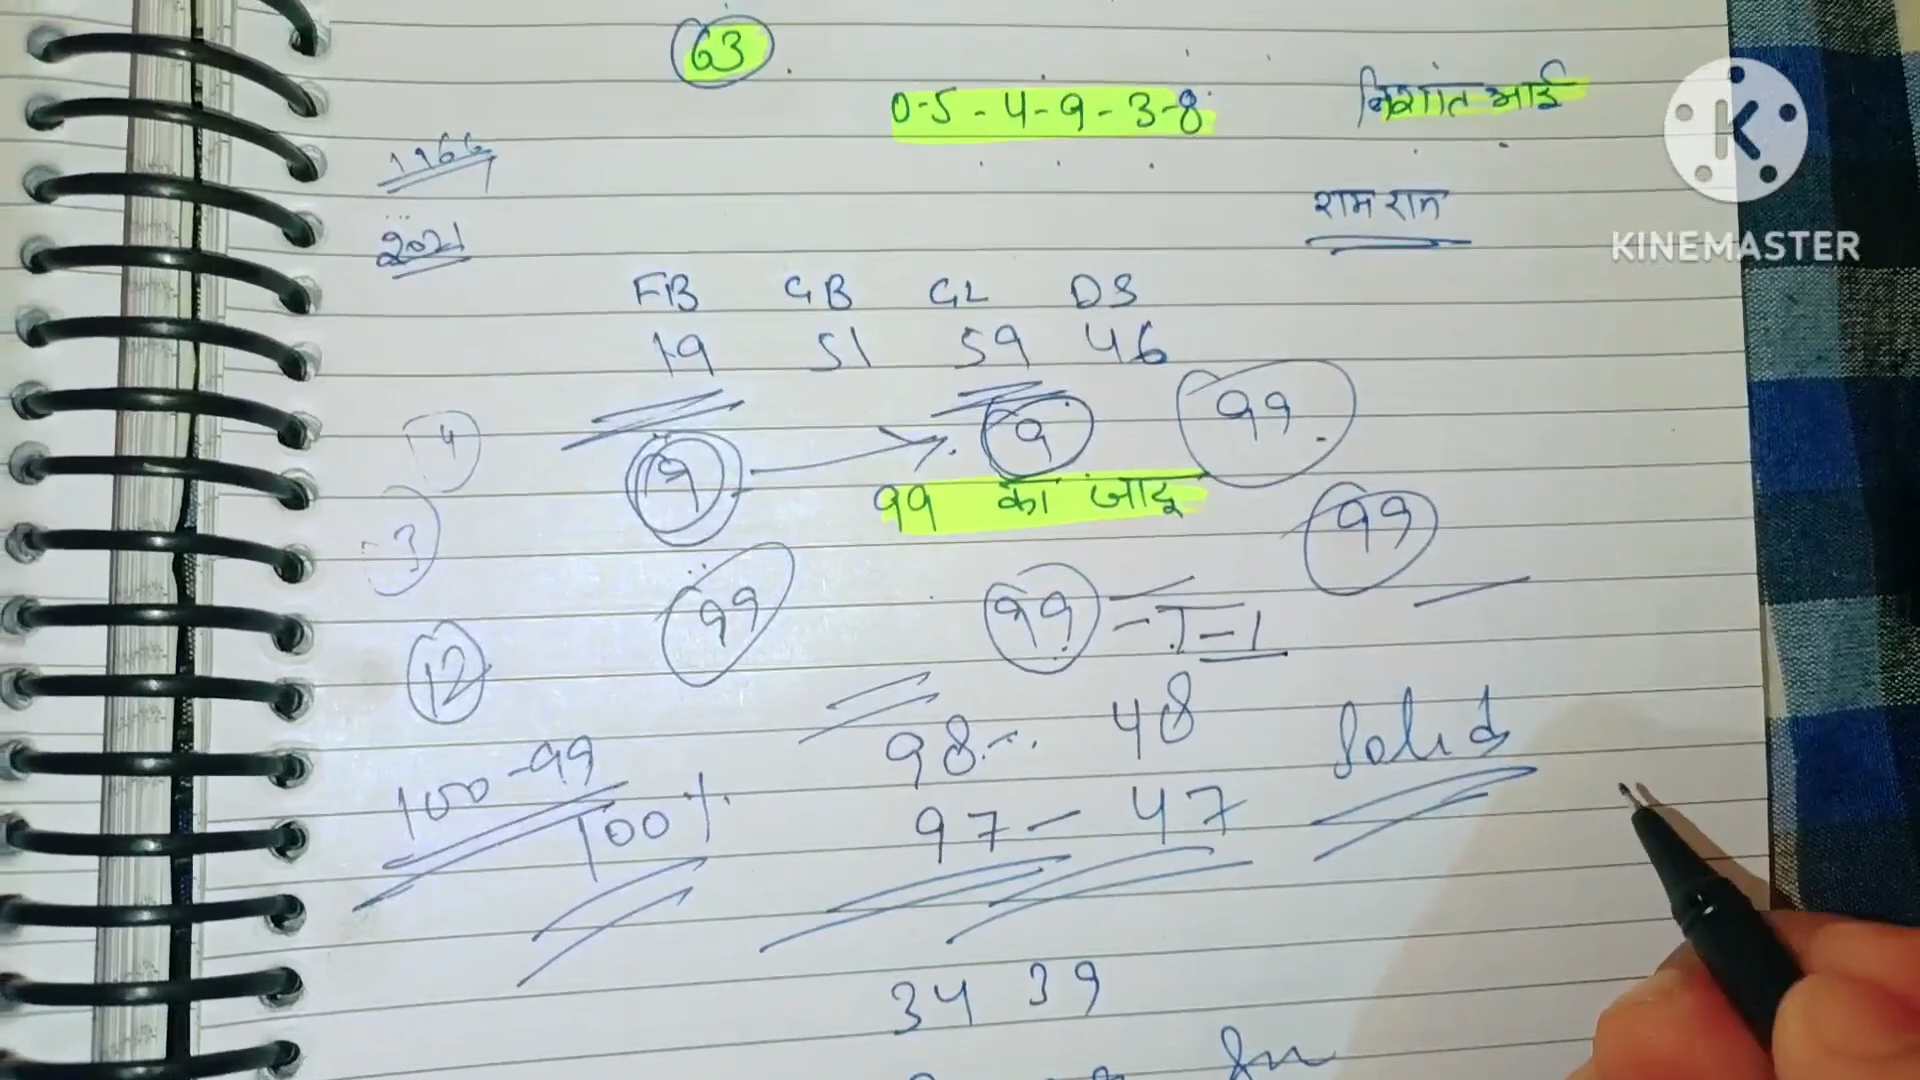 63
0-5-4-9-3-8
भाई
1966
राम राम
2021
FB GB GL DS
19 51 59 46
4
9 9 99
99 का जादू
99
3
99 99 - T-1
12
98 - 48 Solid
100-99
100%
97 - 47
34 39
KINEMASTER